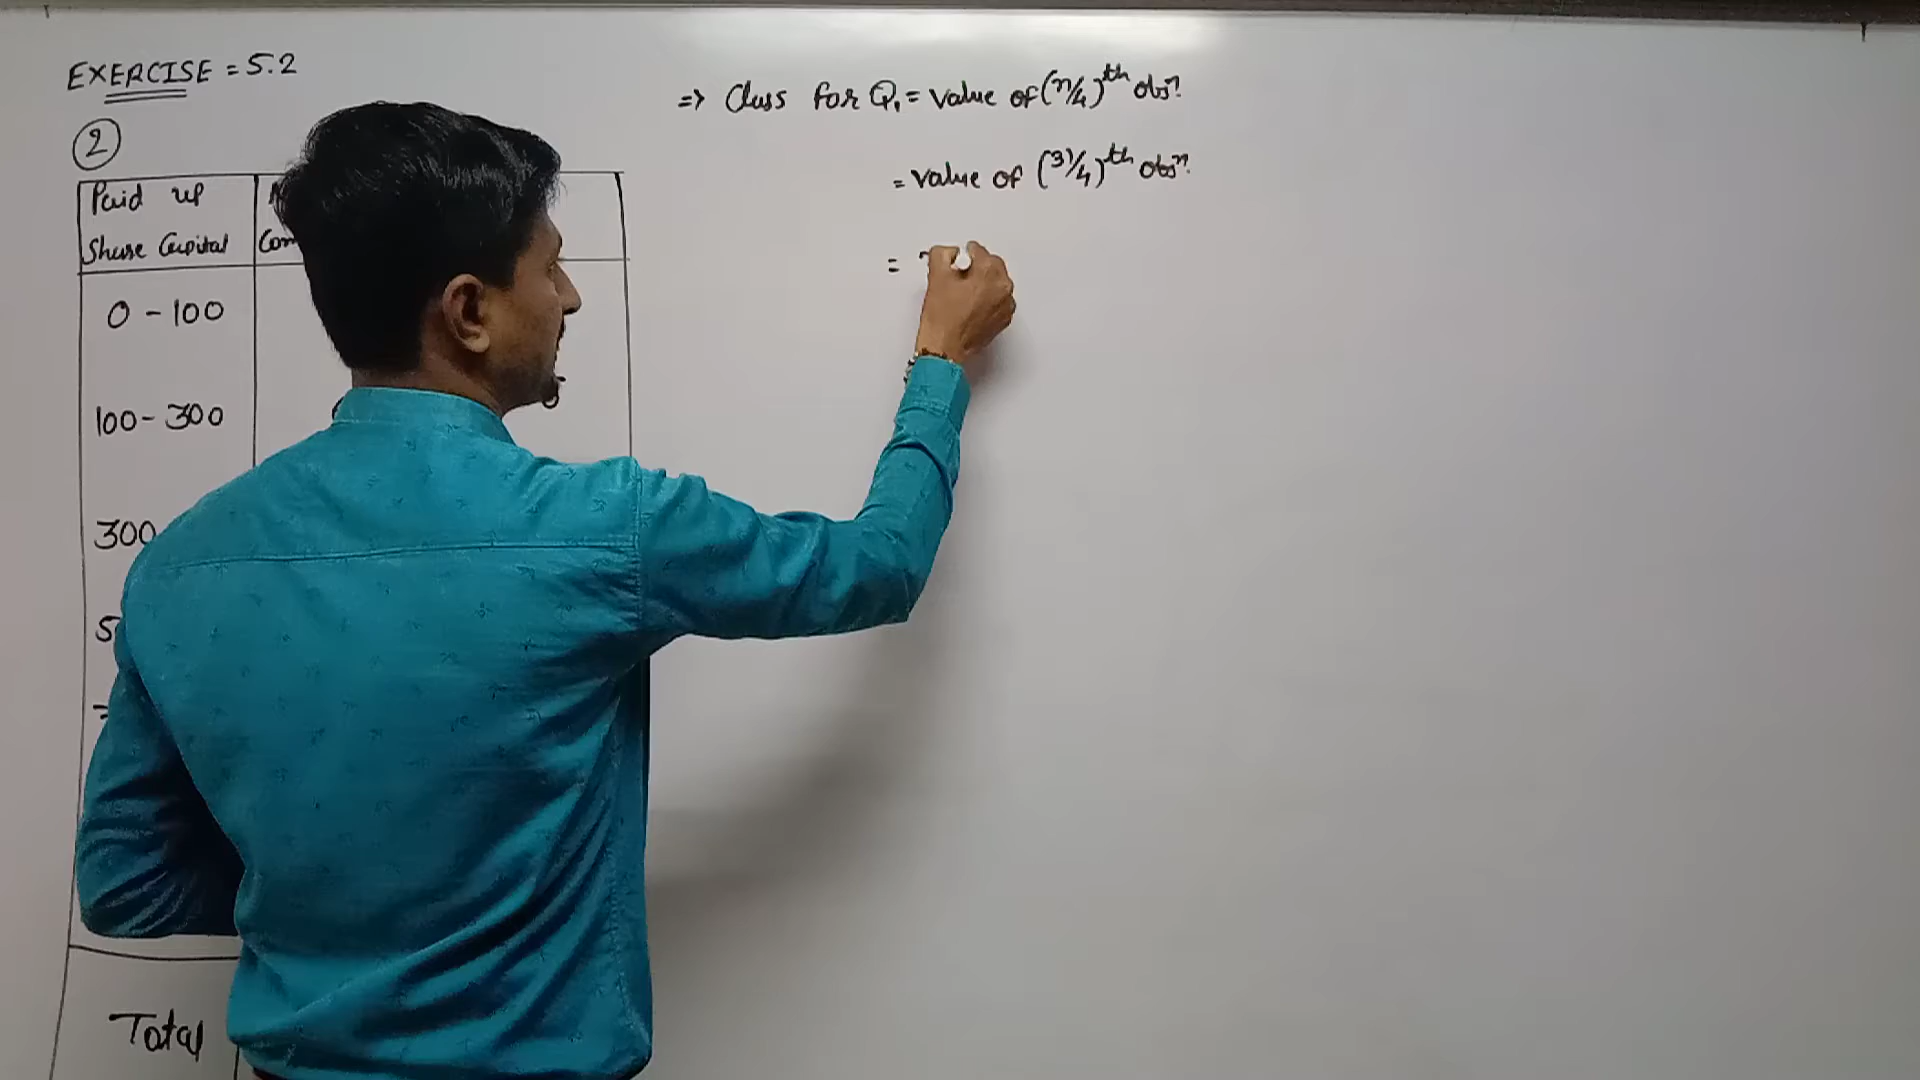 EXERCISE = 5.2
2
Paid up
Share Capital
0 - 100
100 - 300
300
Total
=> Class for Q₁ = value of (n/4)th obsn.
= value of (31/4)th obsn.
=